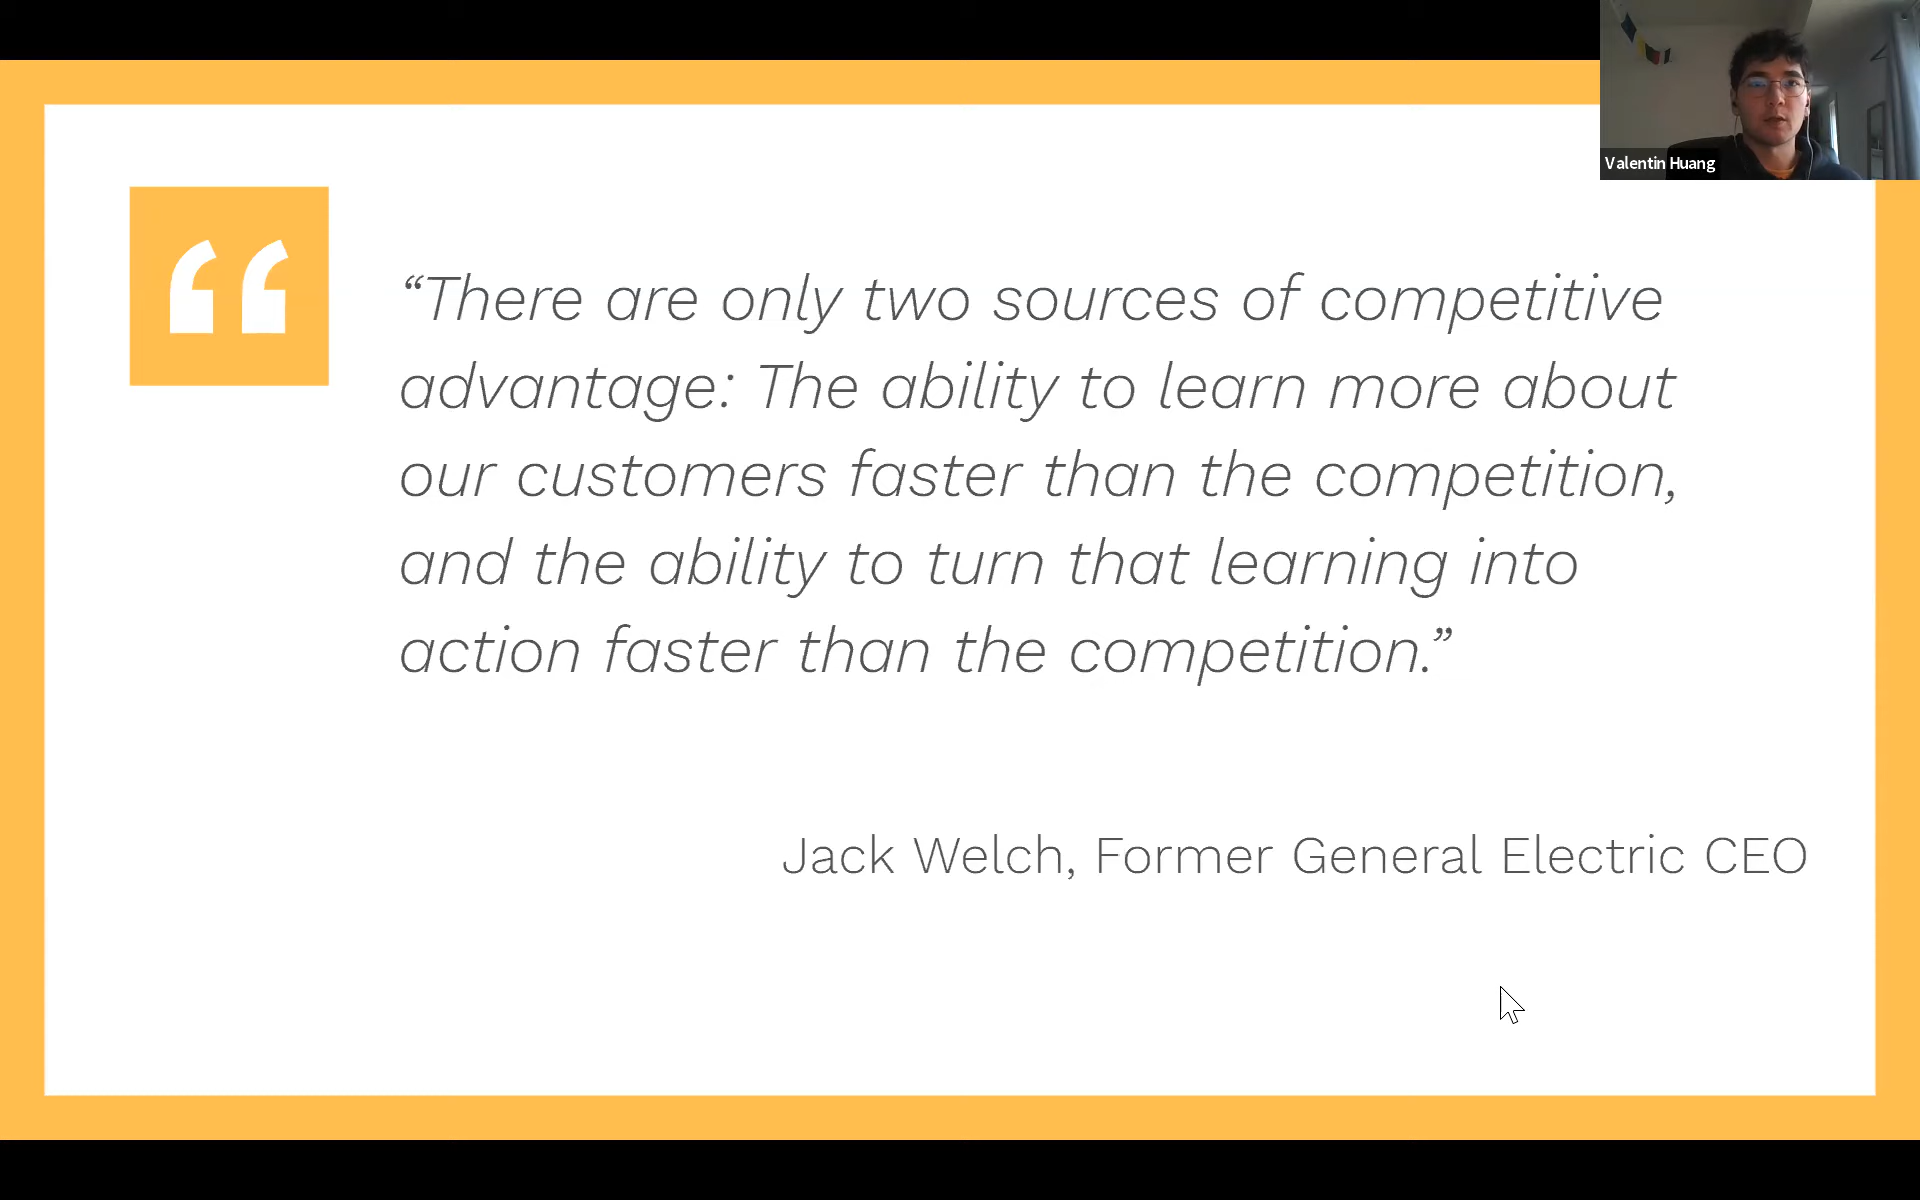 Valentin Huang
“There are only two sources of competitive
advantage: The ability to learn more about
our customers faster than the competition,
and the ability to turn that learning into
action faster than the competition.”
Jack Welch, Former General Electric CEO